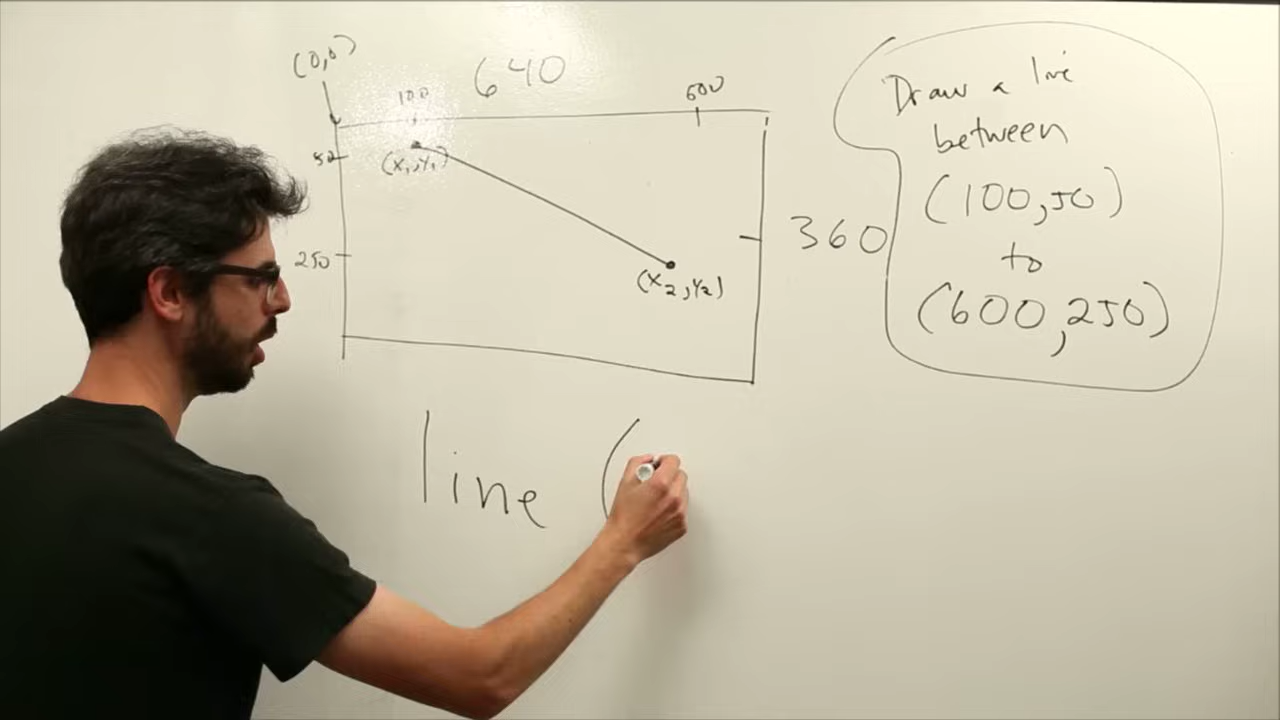 (0,0)
640
100
600
50
(x₁,y₁)
250
(x₂,y₂)
360
Draw a line
between
(100,50)
to
(600,250)
line (